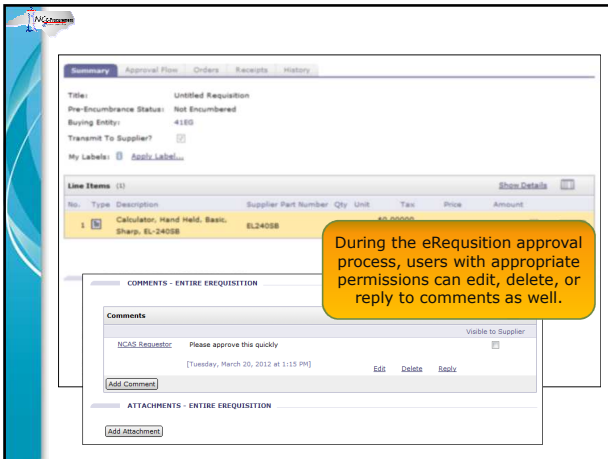 NC eProcurement
Summary Approval Flow Orders Receipts History
Title: Untitled Requisition
Pre-Encumbrance Status: Not Encumbered
Buying Entity: 41EG
Transmit To Supplier?
My Labels: Apply Label...
Line Items (1) Show Details
No. Type Description Supplier Part Number Qty Unit Tax Price Amount
1 Calculator, Hand Held, Basic, Sharp, EL-240SB EL240SB
During the eRequsition approval
process, users with appropriate
permissions can edit, delete, or
reply to comments as well.
COMMENTS - ENTIRE EREQUISITION
Comments
Visible to Supplier
NCAS Requestor Please approve this quickly
[Tuesday, March 20, 2012 at 1:15 PM] Edit Delete Reply
Add Comment
ATTACHMENTS - ENTIRE EREQUISITION
Add Attachment